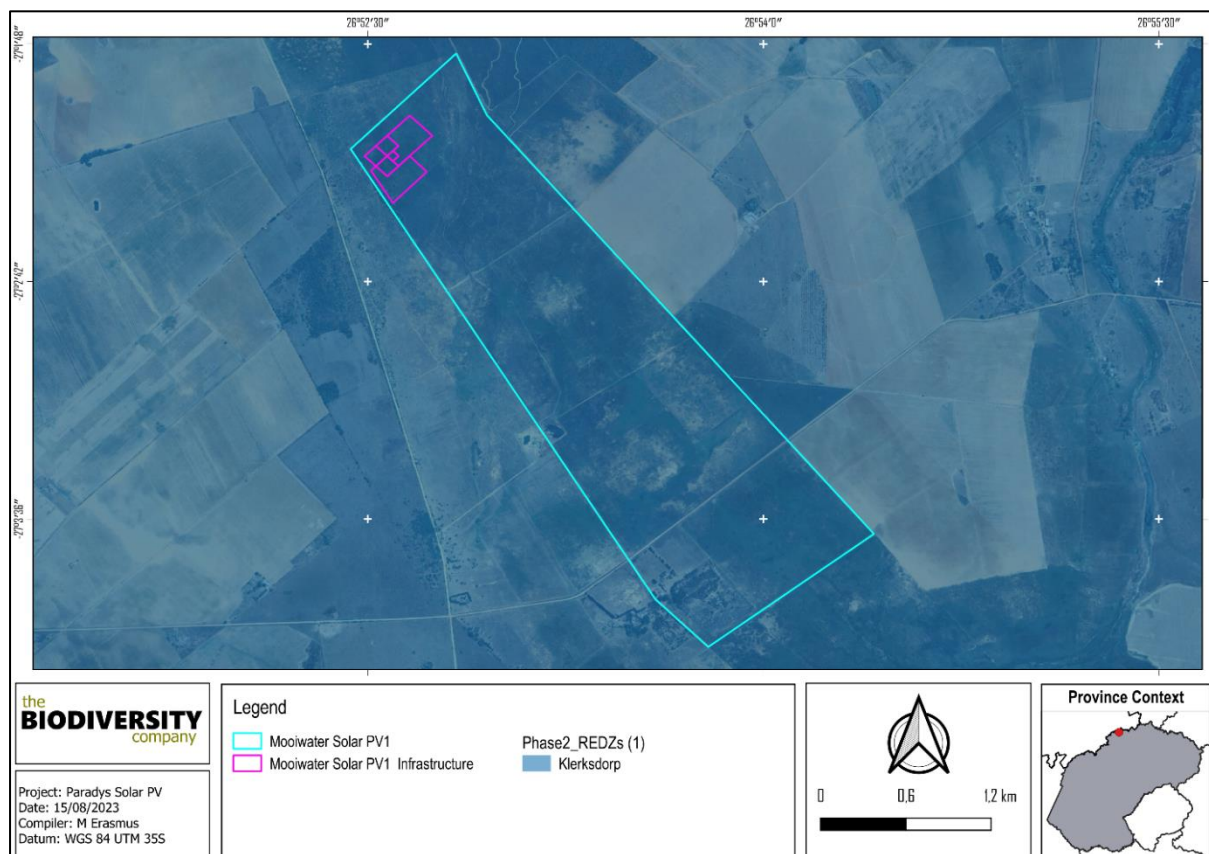 26°52'30" 26°54'0" 26°55'30"
-27°1'48"
-27°2'42"
-27°3'36"
the
BIODIVERSITY
company
Project: Paradys Solar PV
Date: 15/08/2023
Compiler: M Erasmus
Datum: WGS 84 UTM 35S
Legend
Mooiwater Solar PV1
Mooiwater Solar PV1 Infrastructure
Phase2_REDZs (1)
Klerksdorp
0 0,6 1,2 km
Province Context